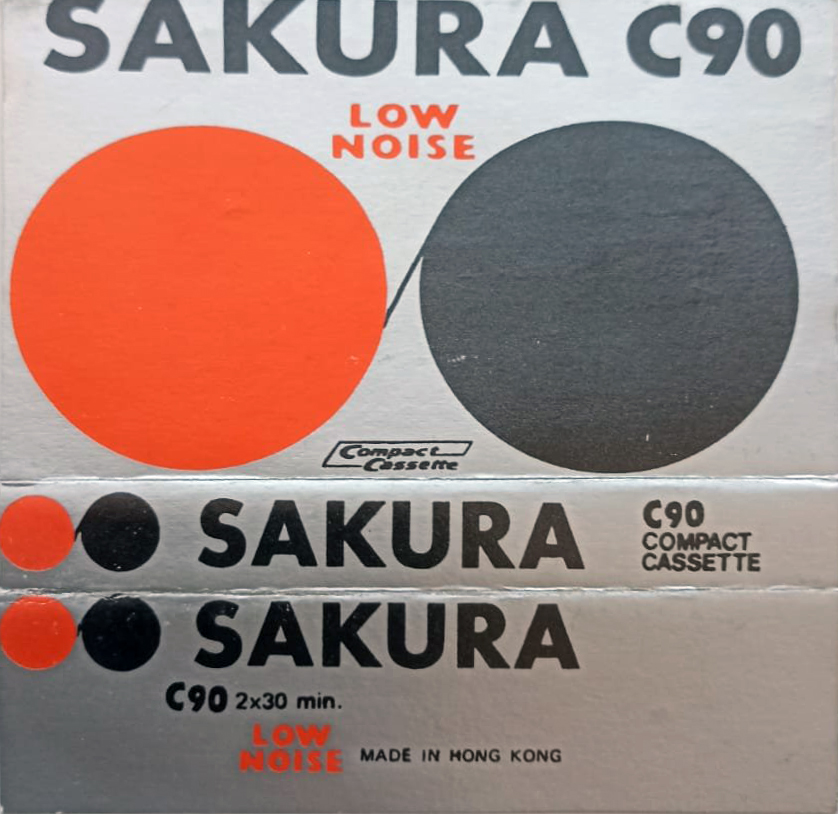 SAKURA C90
LOW
NOISE
Compact
Cassette
SAKURA C90
COMPACT
CASSETTE
SAKURA
C90 2x30 min.
LOW
NOISE MADE IN HONG KONG